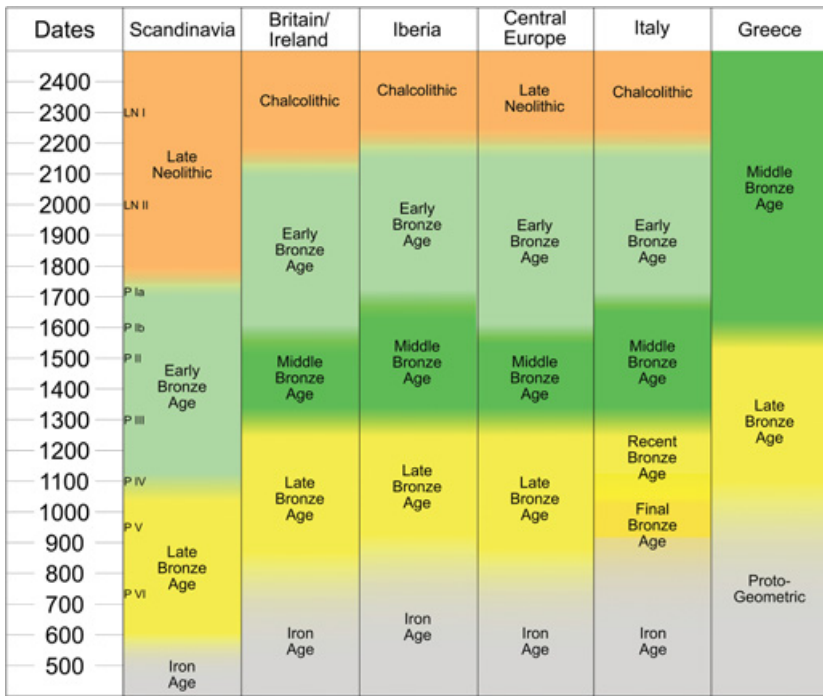 Dates
Scandinavia
Britain/
Ireland
Iberia
Central
Europe
Italy
Greece
2400
2300
2200
2100
2000
1900
1800
1700
1600
1500
1400
1300
1200
1100
1000
900
800
700
600
500
LN I
LN II
P Ia
P Ib
P II
P III
P IV
P V
P VI
Late
Neolithic
Early
Bronze
Age
Late
Bronze
Age
Iron
Age
Chalcolithic
Early
Bronze
Age
Middle
Bronze
Age
Late
Bronze
Age
Iron
Age
Chalcolithic
Early
Bronze
Age
Middle
Bronze
Age
Late
Bronze
Age
Iron
Age
Late
Neolithic
Early
Bronze
Age
Middle
Bronze
Age
Late
Bronze
Age
Iron
Age
Chalcolithic
Early
Bronze
Age
Middle
Bronze
Age
Recent
Bronze
Age
Final
Bronze
Age
Iron
Age
Middle
Bronze
Age
Late
Bronze
Age
Proto-
Geometric